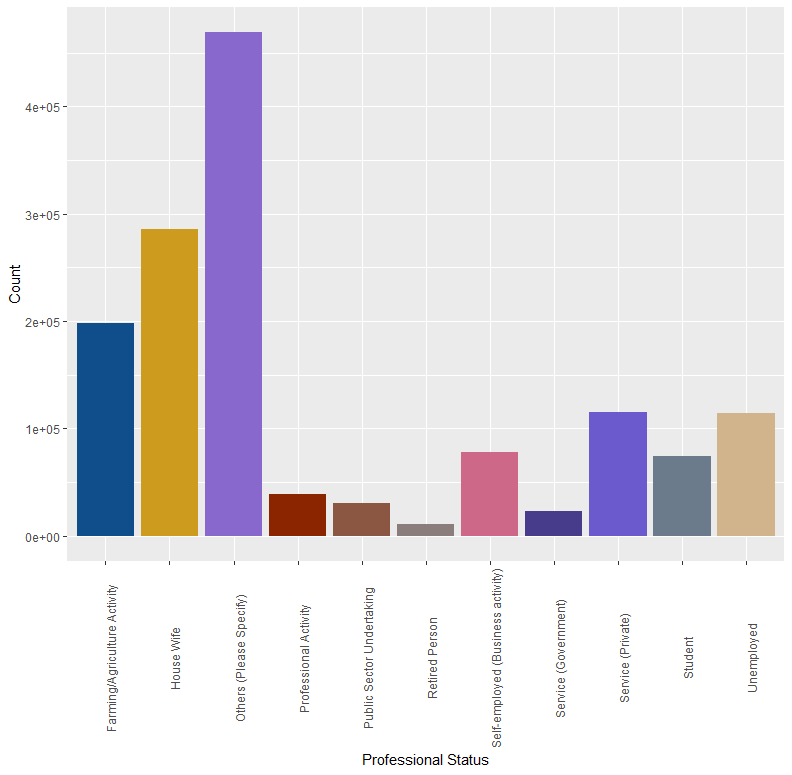 Count
4e+05
3e+05
2e+05
1e+05
0e+00
Farming/Agriculture Activity
House Wife
Others (Please Specify)
Professional Activity
Public Sector Undertaking
Retired Person
Self-employed (Business activity)
Service (Government)
Service (Private)
Student
Unemployed
Professional Status